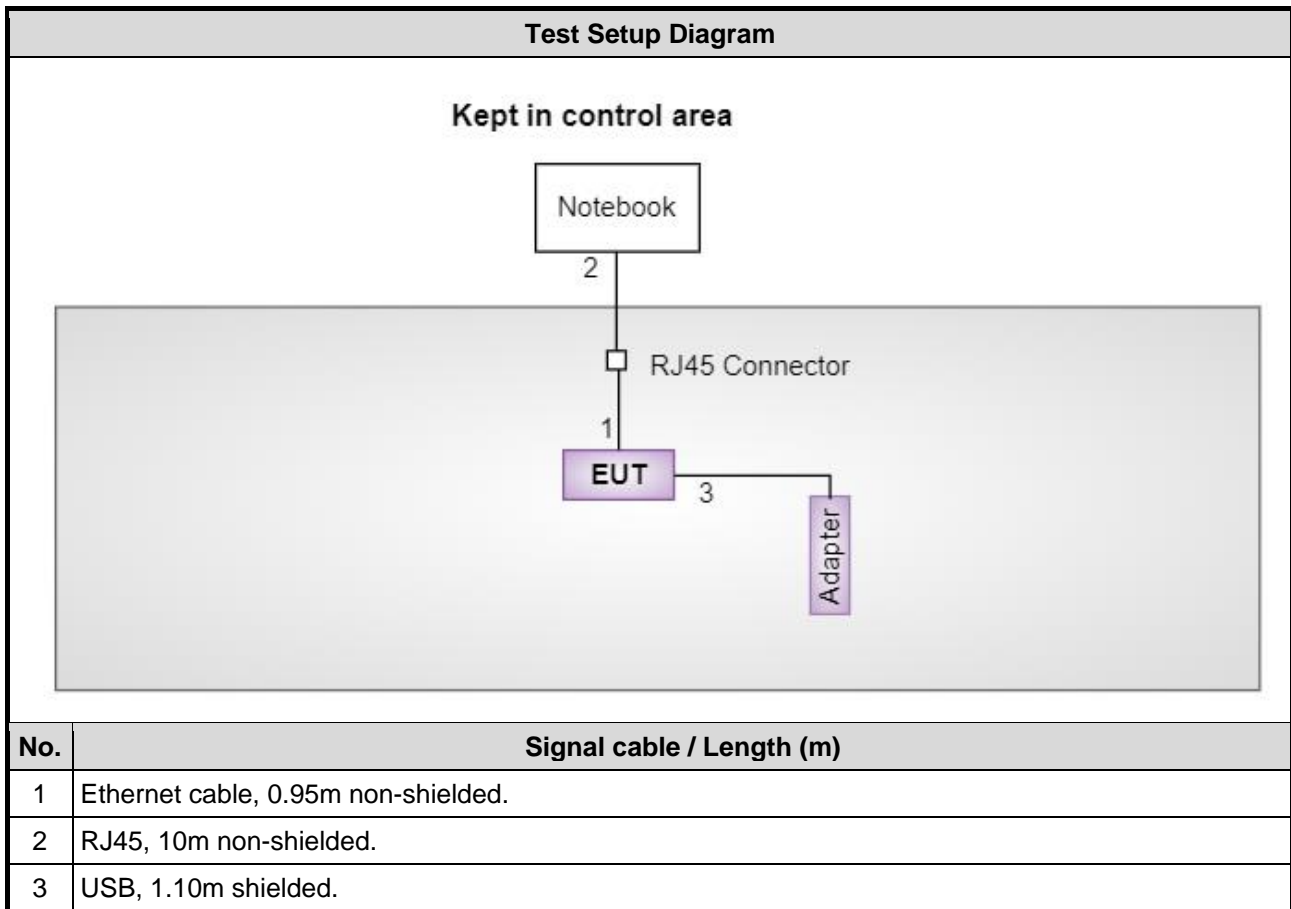 Test Setup Diagram
Kept in control area
Notebook
2
RJ45 Connector
1
EUT
3
Adapter
No. Signal cable / Length (m)
1 Ethernet cable, 0.95m non-shielded.
2 RJ45, 10m non-shielded.
3 USB, 1.10m shielded.